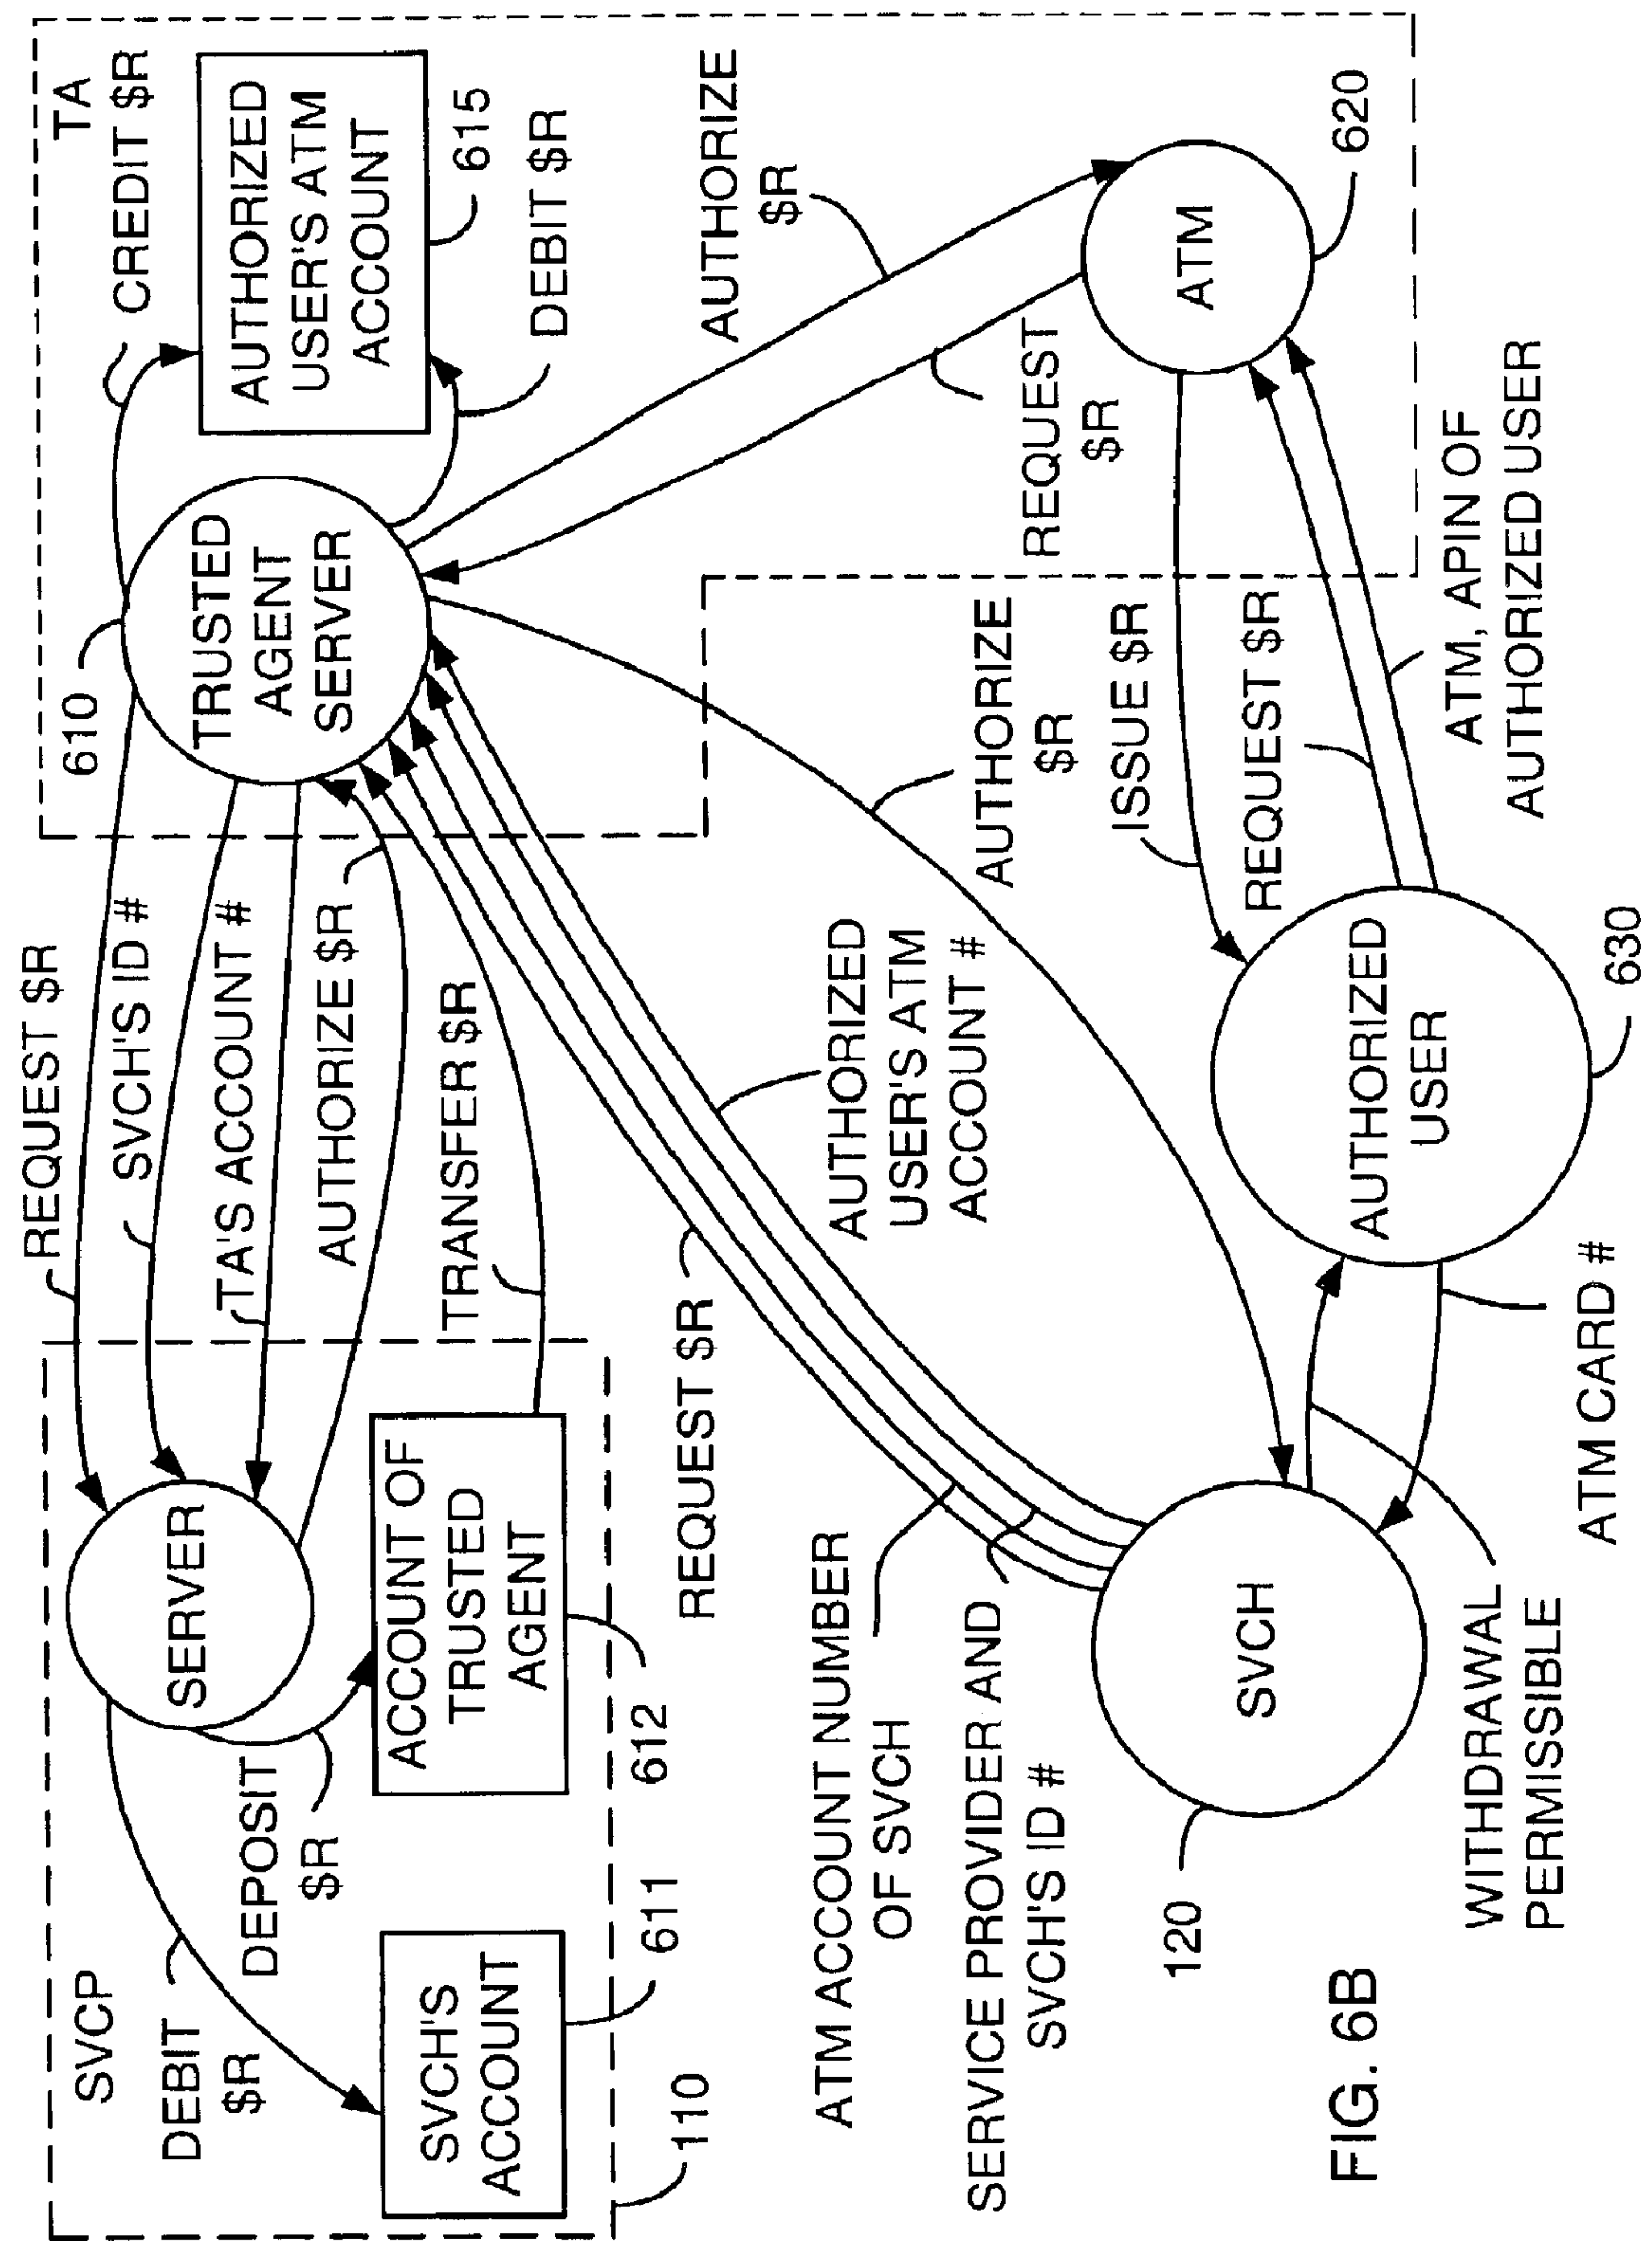 SVCP
DEBIT
$R
SVCH'S
ACCOUNT
611
110
DEPOSIT
$R
SERVER
ACCOUNT OF
TRUSTED
AGENT
612
REQUEST $R
SVCH'S ID #
TA'S ACCOUNT #
AUTHORIZE $R
TRANSFER $R
610
TRUSTED
AGENT
SERVER
TA
CREDIT $R
AUTHORIZED
USER'S ATM
ACCOUNT
615
DEBIT $R
AUTHORIZE
$R
REQUEST
$R
ATM
620
REQUEST $R
AUTHORIZED
USER'S ATM
ACCOUNT #
ATM ACCOUNT NUMBER
OF SVCH
SERVICE PROVIDER AND
SVCH'S ID #
AUTHORIZE
$R
ISSUE $R
REQUEST $R
ATM, APIN OF
AUTHORIZED USER
120
SVCH
AUTHORIZED
USER
630
ATM CARD #
WITHDRAWAL
PERMISSIBLE
FIG. 6B